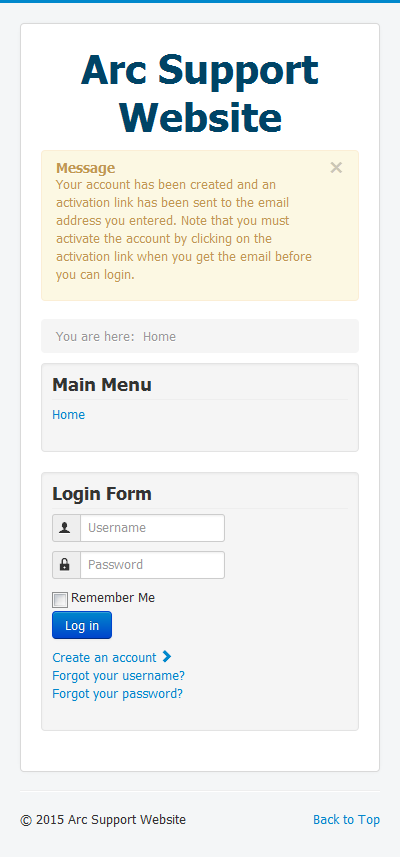 Arc Support
Website
Message
Your account has been created and an
activation link has been sent to the email
address you entered. Note that you must
activate the account by clicking on the
activation link when you get the email before
you can login.
You are here: Home
Main Menu
Home
Login Form
Username
Password
Remember Me
Log in
Create an account
Forgot your username?
Forgot your password?
© 2015 Arc Support Website
Back to Top